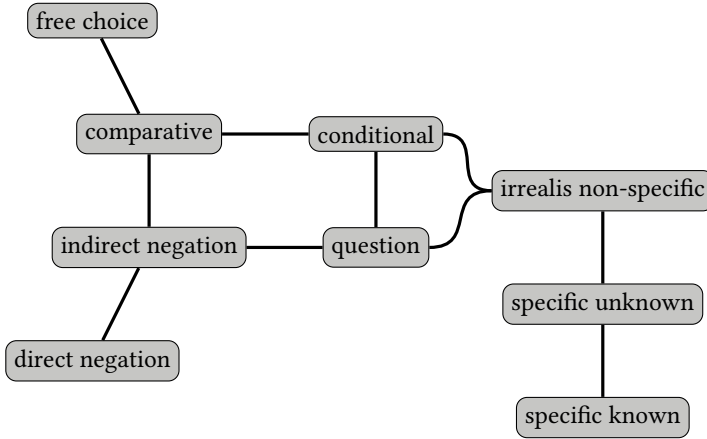 free choice
comparative
conditional
irrealis non-specific
indirect negation
question
specific unknown
direct negation
specific known